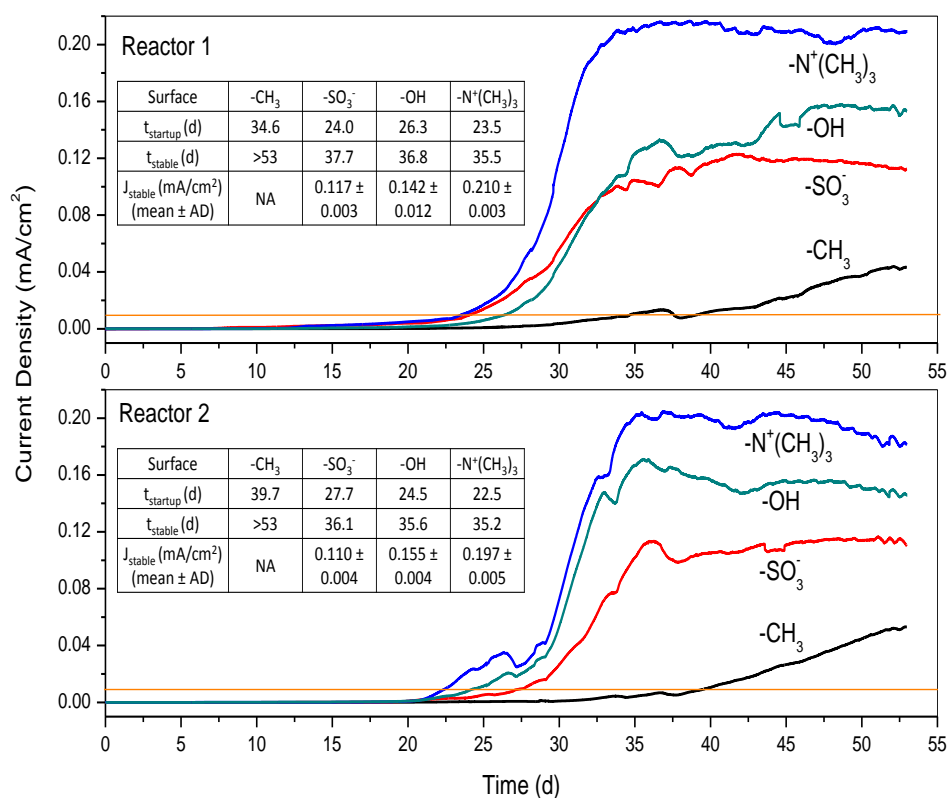 Current Density (mA/cm²)
Reactor 1
Surface -CH₃ -SO₃⁻ -OH -N⁺(CH₃)₃
t_startup (d) 34.6 24.0 26.3 23.5
t_stable (d) >53 37.7 36.8 35.5
J_stable (mA/cm²) (mean ± AD) NA 0.117 ± 0.003 0.142 ± 0.012 0.210 ± 0.003
0.20
0.16
0.12
0.08
0.04
0.00
-N⁺(CH₃)₃
-OH
-SO₃⁻
-CH₃
0 5 10 15 20 25 30 35 40 45 50 55
Reactor 2
Surface -CH₃ -SO₃⁻ -OH -N⁺(CH₃)₃
t_startup (d) 39.7 27.7 24.5 22.5
t_stable (d) >53 36.1 35.6 35.2
J_stable (mA/cm²) (mean ± AD) NA 0.110 ± 0.004 0.155 ± 0.004 0.197 ± 0.005
0.20
0.16
0.12
0.08
0.04
0.00
-N⁺(CH₃)₃
-OH
-SO₃⁻
-CH₃
0 5 10 15 20 25 30 35 40 45 50 55
Time (d)